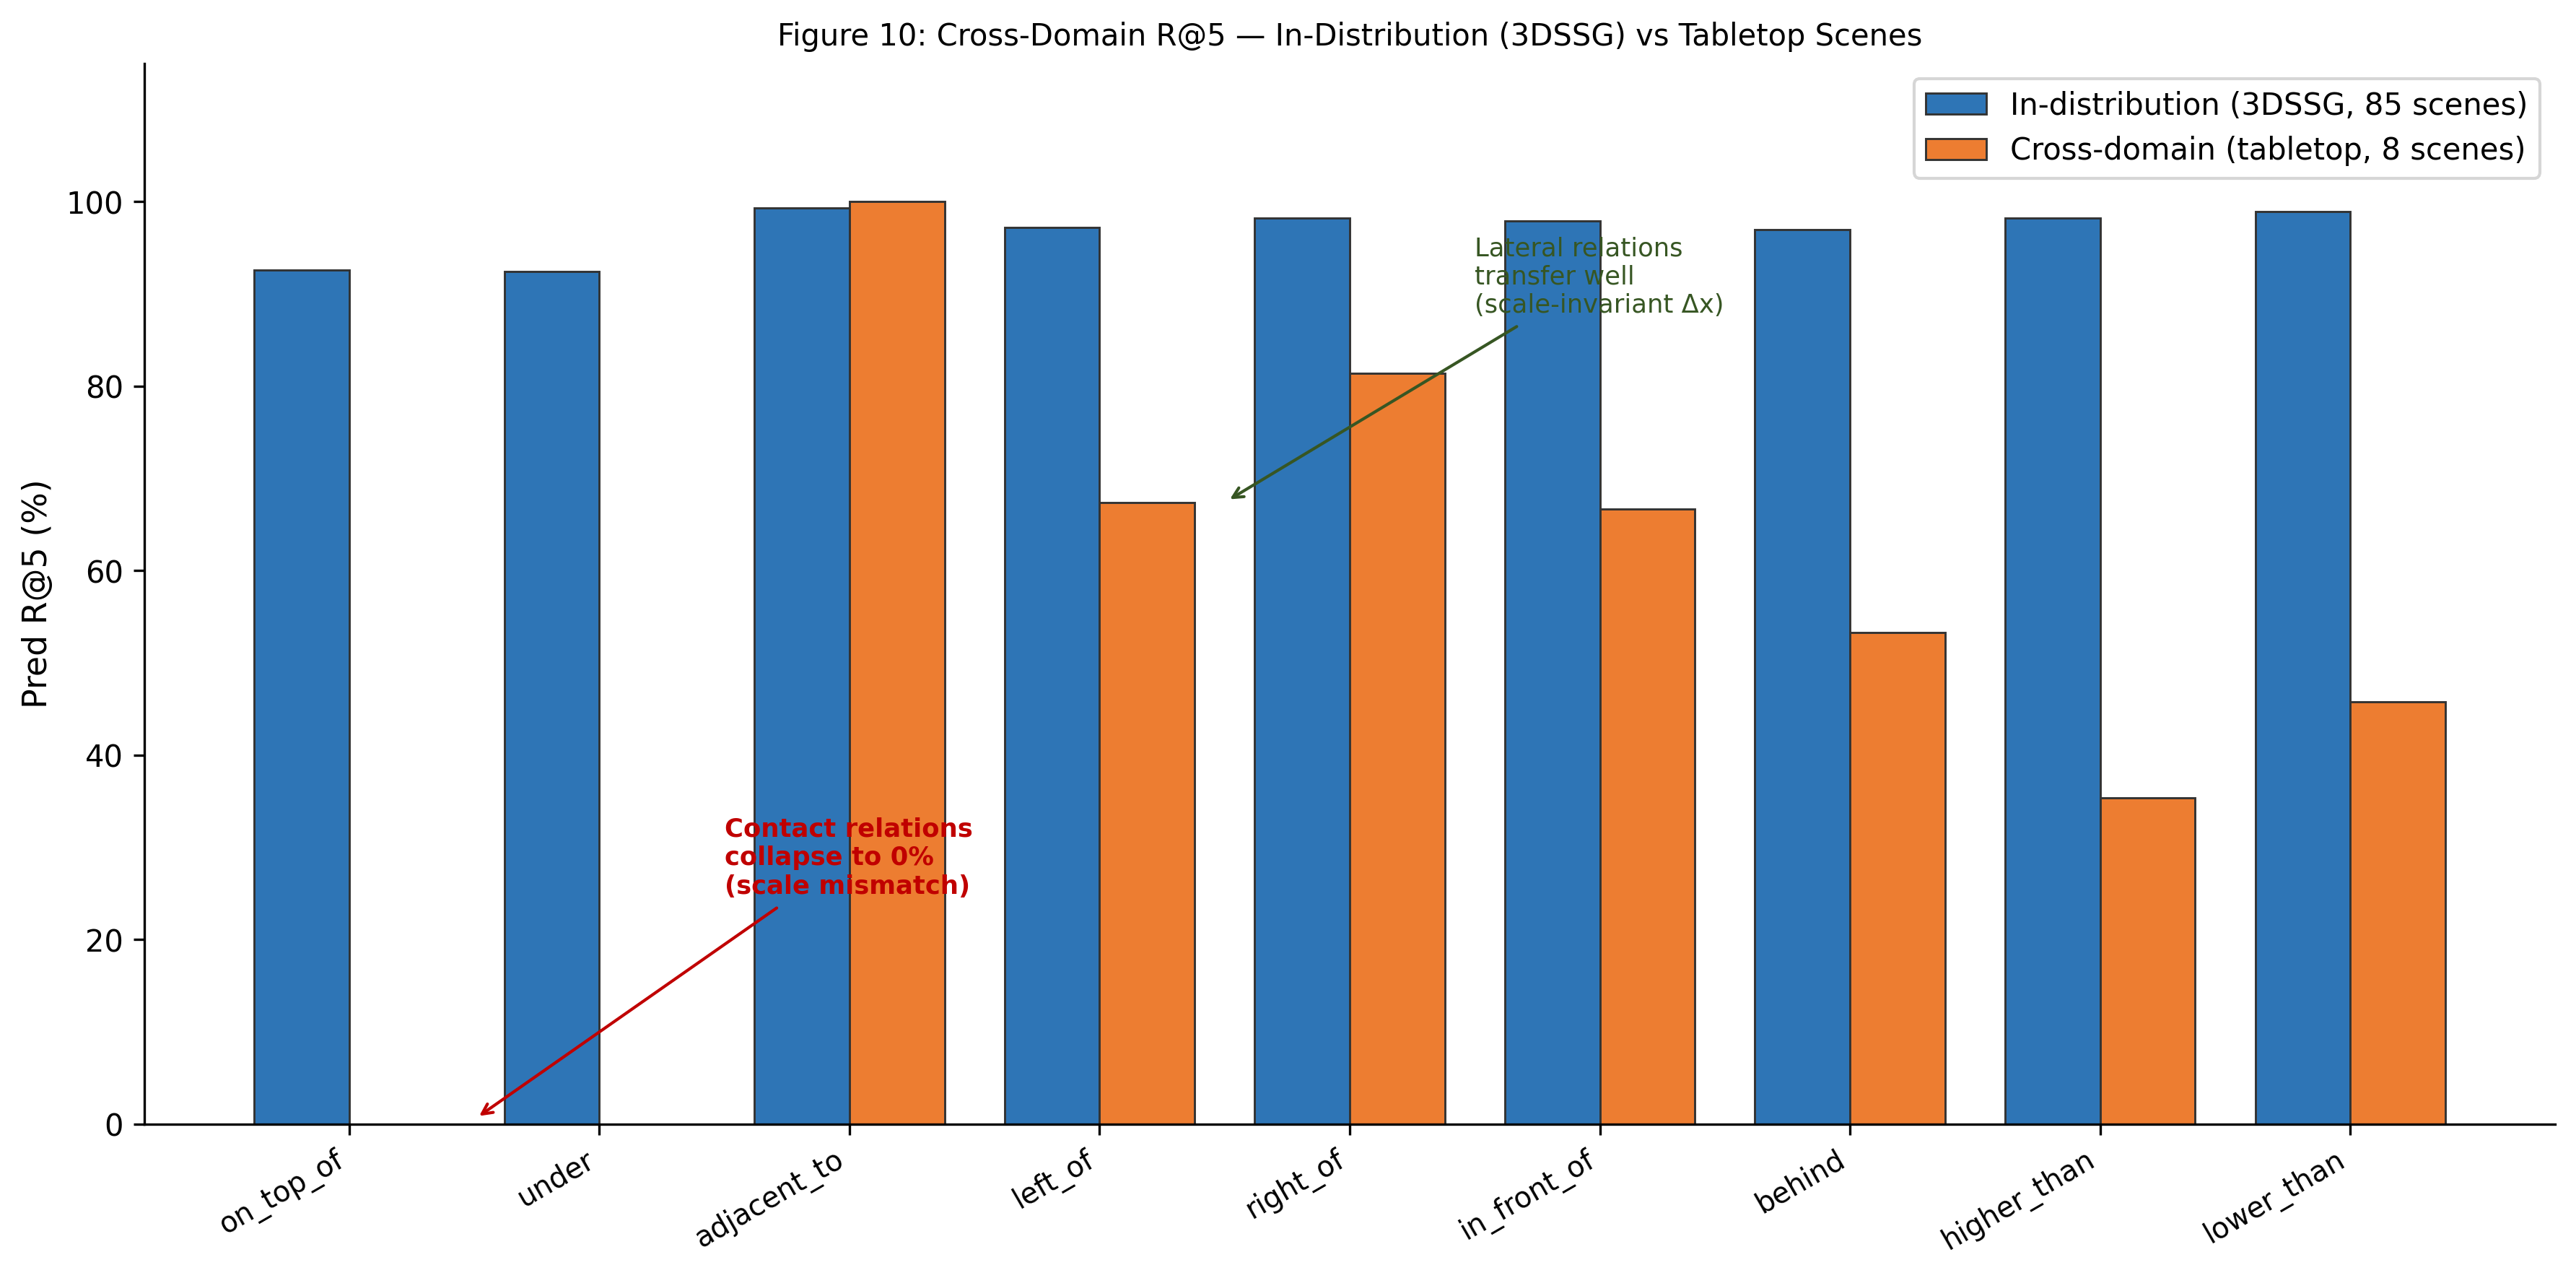 Figure 10: Cross-Domain R@5 — In-Distribution (3DSSG) vs Tabletop Scenes
In-distribution (3DSSG, 85 scenes)
Cross-domain (tabletop, 8 scenes)
Pred R@5 (%)
100
80
60
40
20
0
Lateral relations
transfer well
(scale-invariant Δx)
Contact relations
collapse to 0%
(scale mismatch)
on_top_of
under
adjacent_to
left_of
right_of
in_front_of
behind
higher_than
lower_than